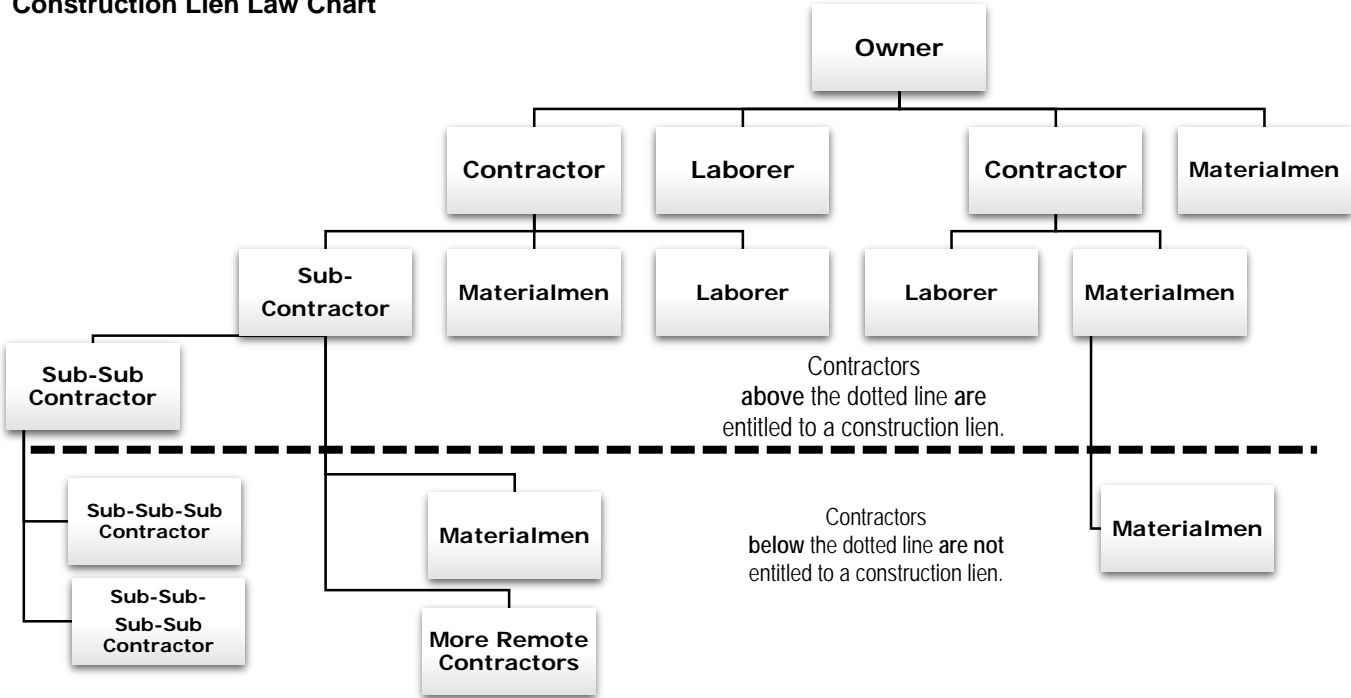 Construction Lien Law Chart
Owner
Contractor
Laborer
Contractor
Materialmen
Sub-
Contractor
Materialmen
Laborer
Laborer
Materialmen
Sub-Sub
Contractor
Contractors
above the dotted line are
entitled to a construction lien.
Sub-Sub-Sub
Contractor
Materialmen
Contractors
below the dotted line are not
entitled to a construction lien.
Materialmen
Sub-Sub-
Sub-Sub
Contractor
More Remote
Contractors